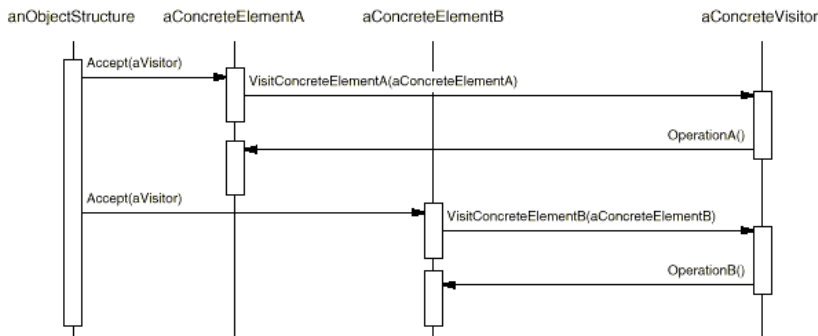 anObjectStructure aConcreteElementA aConcreteElementB aConcreteVisitor
Accept(aVisitor)
VisitConcreteElementA(aConcreteElementA)
OperationA()
Accept(aVisitor)
VisitConcreteElementB(aConcreteElementB)
OperationB()